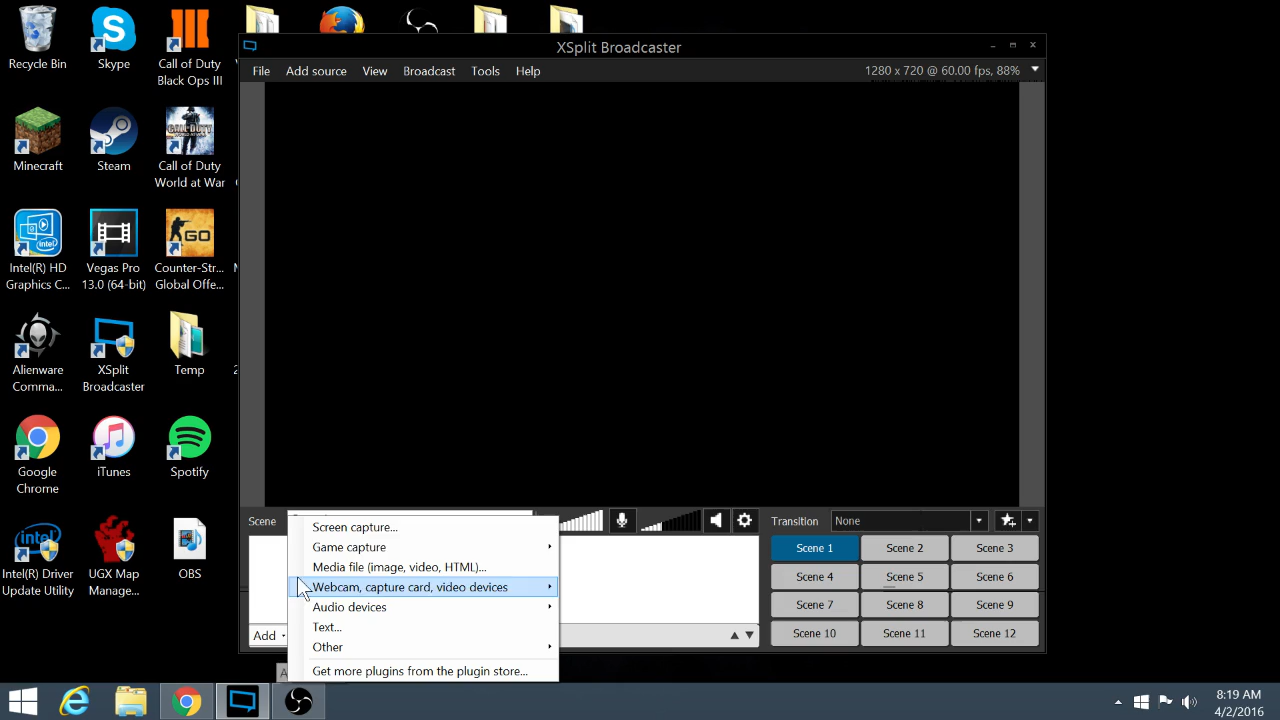 Recycle Bin
Skype
Call of Duty
Black Ops III
Minecraft
Steam
Call of Duty
World at War
Intel(R) HD
Graphics C...
Vegas Pro
13.0 (64-bit)
Counter-Str...
Global Offe...
Alienware
Comma...
XSplit
Broadcaster
Temp
Google
Chrome
iTunes
Spotify
Intel(R) Driver
Update Utility
UGX Map
Manage...
OBS
XSplit Broadcaster
File
Add source
View
Broadcast
Tools
Help
1280 x 720 @ 60.00 fps, 88%
Scene
Screen capture...
Game capture
Media file (image, video, HTML)...
Webcam, capture card, video devices
Audio devices
Text...
Other
Get more plugins from the plugin store...
Add
Transition
None
Scene 1
Scene 2
Scene 3
Scene 4
Scene 5
Scene 6
Scene 7
Scene 8
Scene 9
Scene 10
Scene 11
Scene 12
8:19 AM
4/2/2016